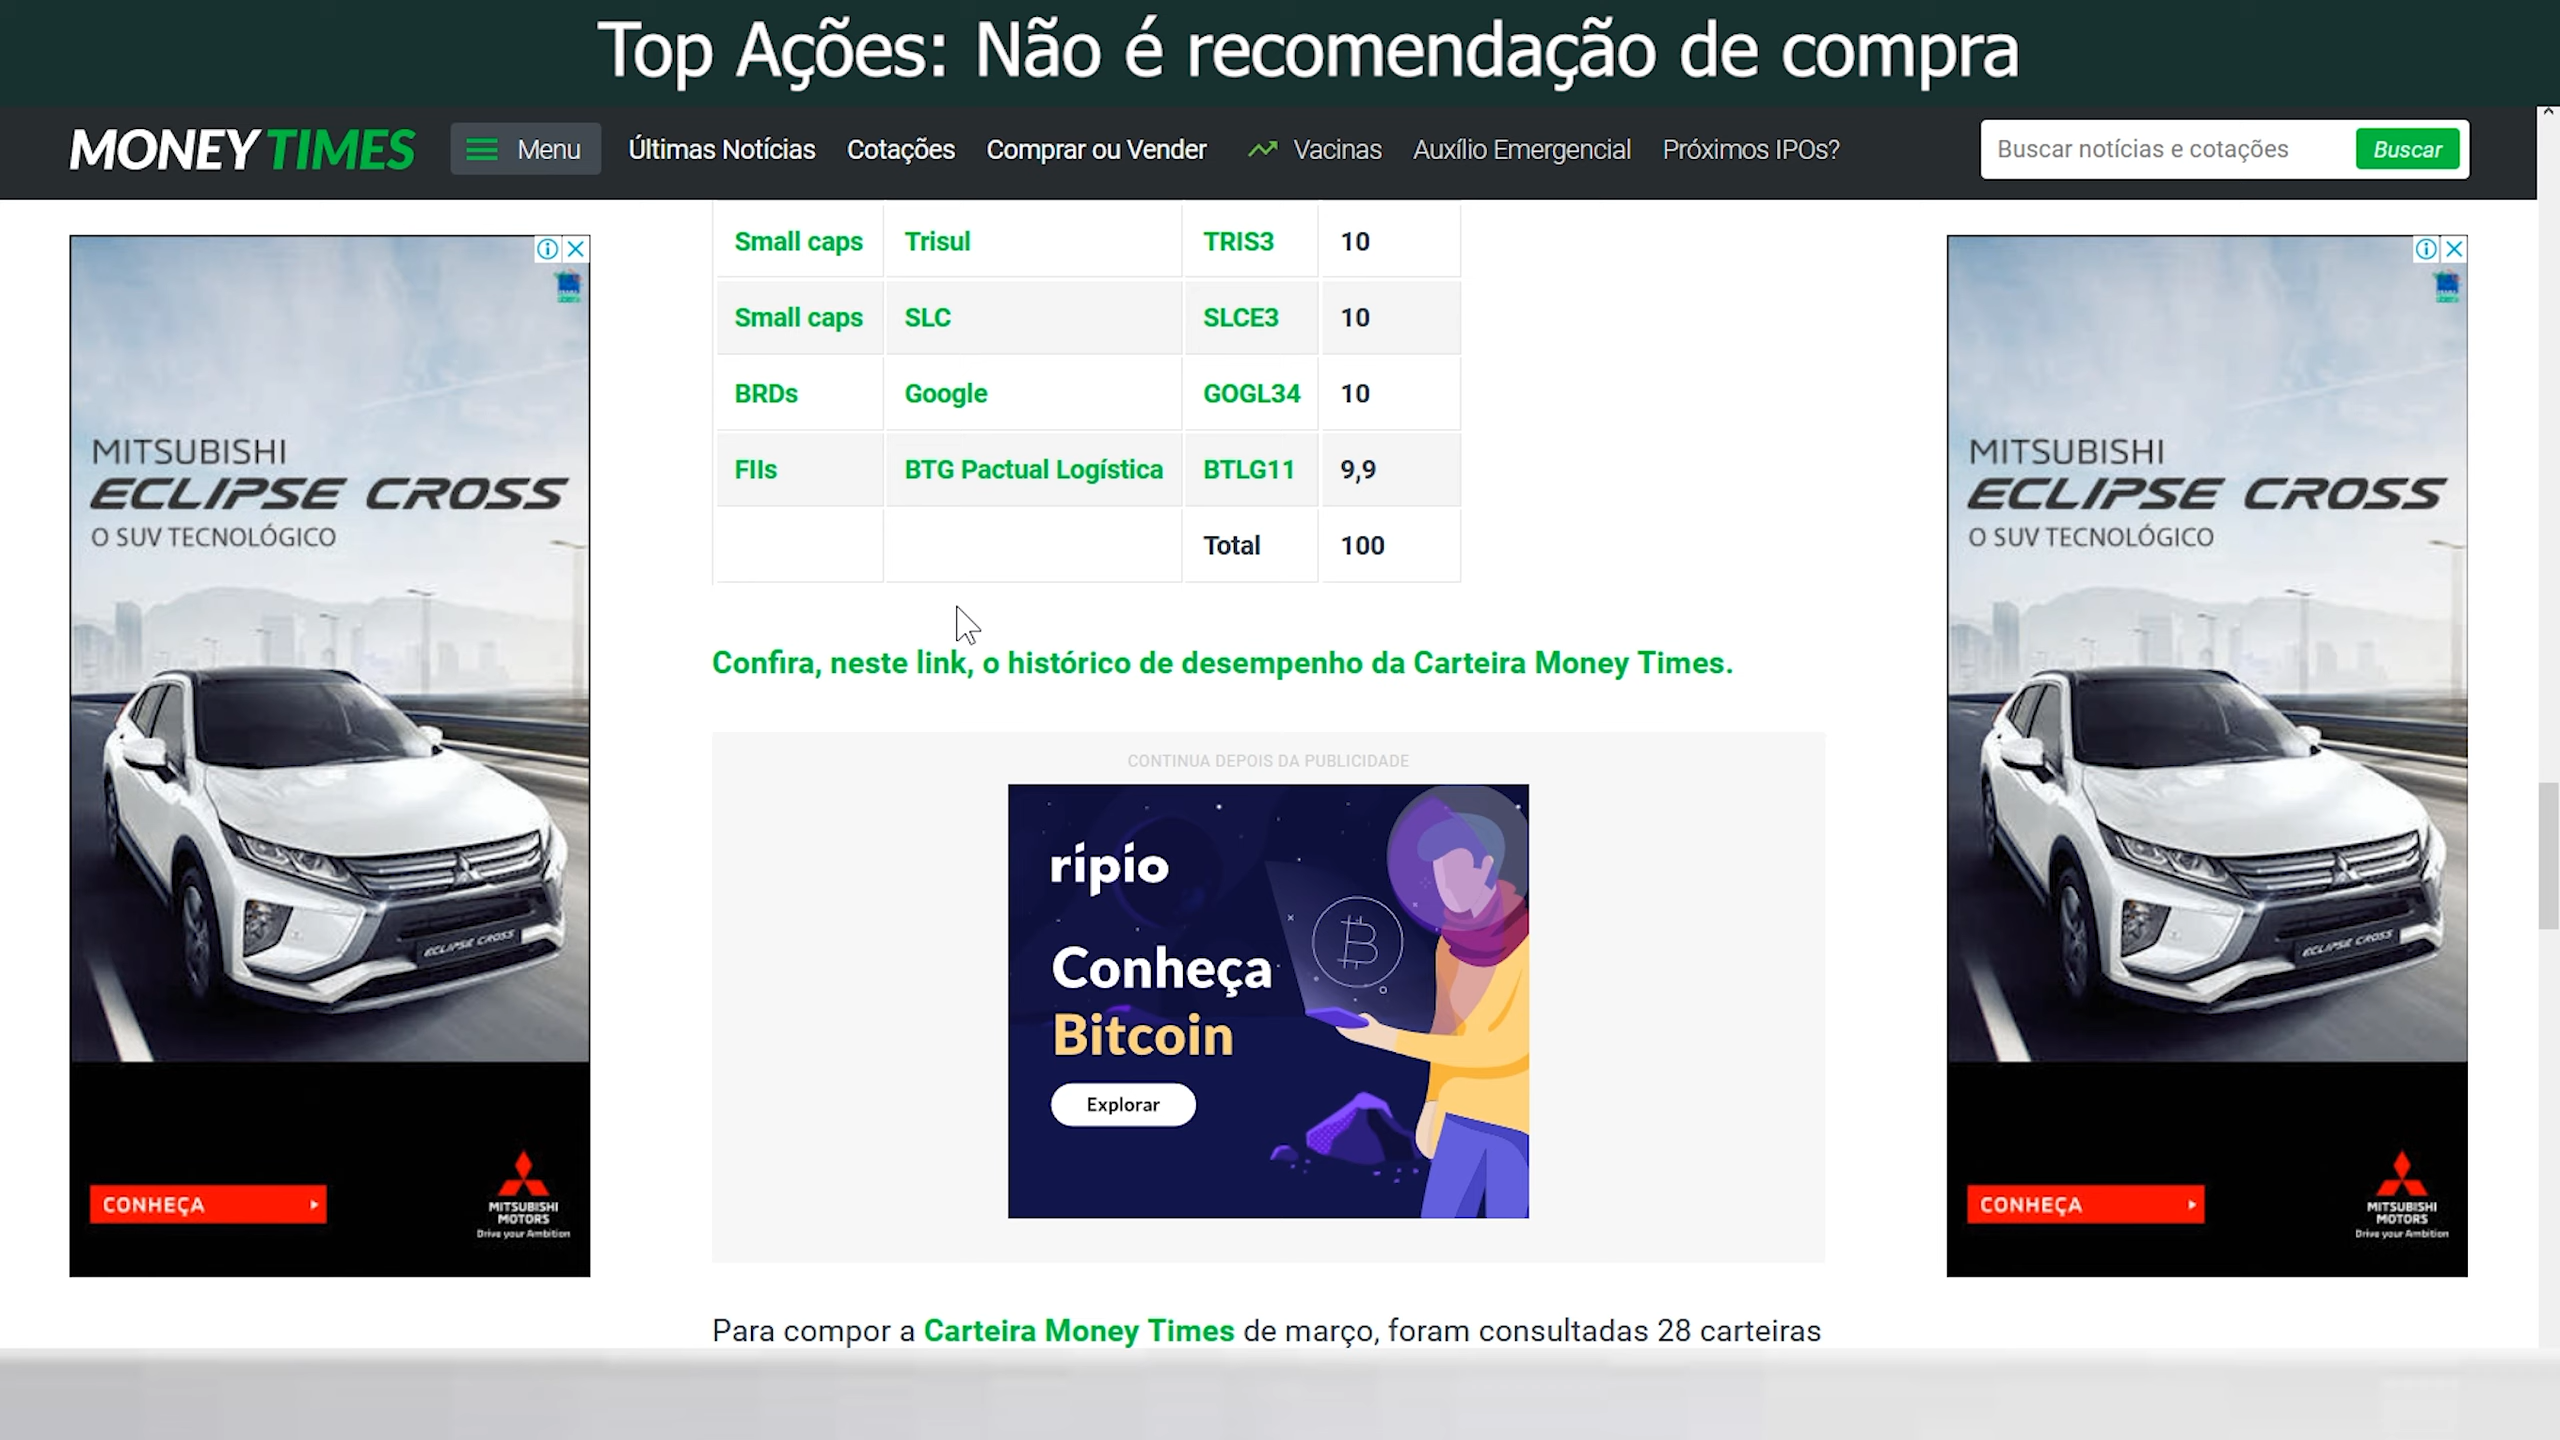 Top Ações: Não é recomendação de compra
MONEY TIMES Menu Últimas Notícias Cotações Comprar ou Vender Vacinas Auxílio Emergencial Próximos IPOs? Buscar notícias e cotações Buscar
Small caps Trisul TRIS3 10
Small caps SLC SLCE3 10
BRDs Google GOGL34 10
FIIs BTG Pactual Logística BTLG11 9,9
Total 100
Confira, neste link, o histórico de desempenho da Carteira Money Times.
CONTINUA DEPOIS DA PUBLICIDADE
ripio
Conheça
Bitcoin
Explorar
Para compor a Carteira Money Times de março, foram consultadas 28 carteiras
MITSUBISHI
ECLIPSE CROSS
O SUV TECNOLÓGICO
ECLIPSE CROSS
CONHEÇA
MITSUBISHI
MOTORS
Drive your Ambition
MITSUBISHI
ECLIPSE CROSS
O SUV TECNOLÓGICO
ECLIPSE CROSS
CONHEÇA
MITSUBISHI
MOTORS
Drive your Ambition